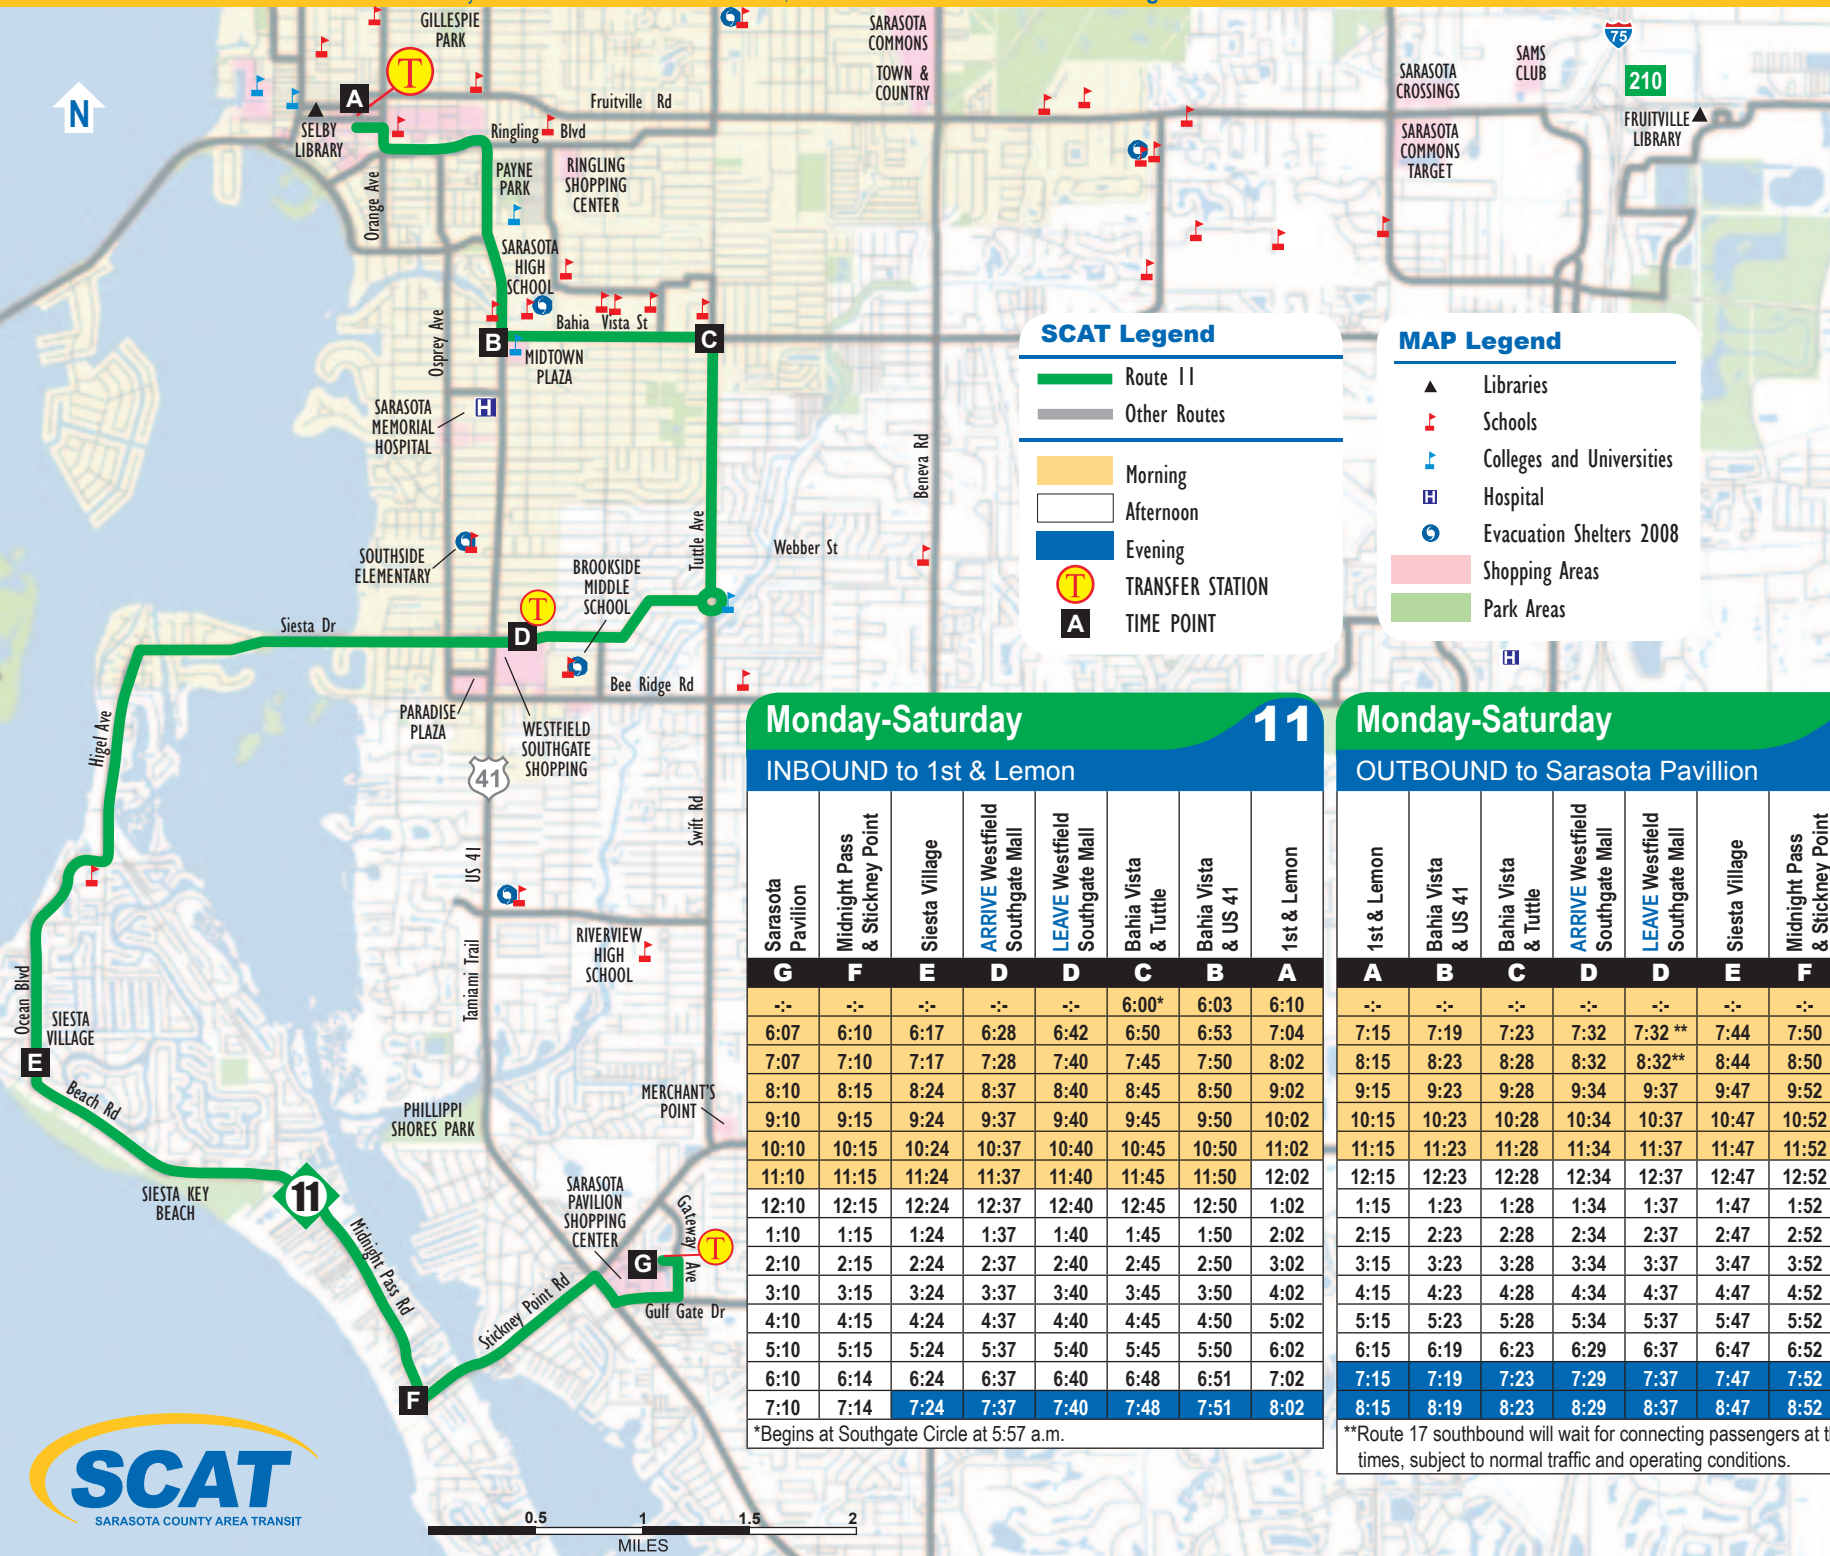 GILLESPIE
PARK
T
A
N
SELBY
LIBRARY
Fruitville Rd
Ringling Blvd
SARASOTA
COMMONS
TOWN &
COUNTRY
SARASOTA
CROSSINGS
SAMS
CLUB
75
210
FRUITVILLE
LIBRARY
SARASOTA
COMMONS
TARGET
PAYNE
PARK
RINGLING
SHOPPING
CENTER
Orange Ave
SARASOTA
HIGH
SCHOOL
Osprey Ave
Bahia Vista St
B
C
MIDTOWN
PLAZA
H
SARASOTA
MEMORIAL
HOSPITAL
Beneva Rd
Tuttle Ave
Webber St
SOUTHSIDE
ELEMENTARY
BROOKSIDE
MIDDLE
SCHOOL
T
D
Siesta Dr
Bee Ridge Rd
PARADISE
PLAZA
WESTFIELD
SOUTHGATE
SHOPPING
Higel Ave
41
US 41
Swift Rd
Tamiami Trail
RIVERVIEW
HIGH
SCHOOL
Ocean Blvd
SIESTA
VILLAGE
E
Beach Rd
PHILLIPPI
SHORES PARK
MERCHANT'S
POINT
SIESTA KEY
BEACH
11
Midnight Pass Rd
SARASOTA
PAVILION
SHOPPING
CENTER
Gateway Ave
G
T
Gulf Gate Dr
Stickney Point Rd
F
SCAT Legend
Route 11
Other Routes
Morning
Afternoon
Evening
T TRANSFER STATION
A TIME POINT
MAP Legend
Libraries
Schools
Colleges and Universities
H Hospital
Evacuation Shelters 2008
Shopping Areas
Park Areas
H
Monday-Saturday 11
INBOUND to 1st & Lemon
Sarasota Pavilion | Midnight Pass & Stickney Point | Siesta Village | ARRIVE Westfield Southgate Mall | LEAVE Westfield Southgate Mall | Bahia Vista & Tuttle | Bahia Vista & US 41 | 1st & Lemon
G F E D D C B A
-:- -:- -:- -:- -:- 6:00* 6:03 6:10
6:07 6:10 6:17 6:28 6:42 6:50 6:53 7:04
7:07 7:10 7:17 7:28 7:40 7:45 7:50 8:02
8:10 8:15 8:24 8:37 8:40 8:45 8:50 9:02
9:10 9:15 9:24 9:37 9:40 9:45 9:50 10:02
10:10 10:15 10:24 10:37 10:40 10:45 10:50 11:02
11:10 11:15 11:24 11:37 11:40 11:45 11:50 12:02
12:10 12:15 12:24 12:37 12:40 12:45 12:50 1:02
1:10 1:15 1:24 1:37 1:40 1:45 1:50 2:02
2:10 2:15 2:24 2:37 2:40 2:45 2:50 3:02
3:10 3:15 3:24 3:37 3:40 3:45 3:50 4:02
4:10 4:15 4:24 4:37 4:40 4:45 4:50 5:02
5:10 5:15 5:24 5:37 5:40 5:45 5:50 6:02
6:10 6:14 6:24 6:37 6:40 6:48 6:51 7:02
7:10 7:14 7:24 7:37 7:40 7:48 7:51 8:02
*Begins at Southgate Circle at 5:57 a.m.
Monday-Saturday
OUTBOUND to Sarasota Pavillion
1st & Lemon | Bahia Vista & US 41 | Bahia Vista & Tuttle | ARRIVE Westfield Southgate Mall | LEAVE Westfield Southgate Mall | Siesta Village | Midnight Pass & Stickney Point
A B C D D E F
-:- -:- -:- -:- -:- -:- -:-
7:15 7:19 7:23 7:32 7:32 ** 7:44 7:50
8:15 8:23 8:28 8:32 8:32** 8:44 8:50
9:15 9:23 9:28 9:34 9:37 9:47 9:52
10:15 10:23 10:28 10:34 10:37 10:47 10:52
11:15 11:23 11:28 11:34 11:37 11:47 11:52
12:15 12:23 12:28 12:34 12:37 12:47 12:52
1:15 1:23 1:28 1:34 1:37 1:47 1:52
2:15 2:23 2:28 2:34 2:37 2:47 2:52
3:15 3:23 3:28 3:34 3:37 3:47 3:52
4:15 4:23 4:28 4:34 4:37 4:47 4:52
5:15 5:23 5:28 5:34 5:37 5:47 5:52
6:15 6:19 6:23 6:29 6:37 6:47 6:52
7:15 7:19 7:23 7:29 7:37 7:47 7:52
8:15 8:19 8:23 8:29 8:37 8:47 8:52
**Route 17 southbound will wait for connecting passengers at
times, subject to normal traffic and operating conditions.
SCAT
SARASOTA COUNTY AREA TRANSIT
0.5 1 1.5 2
MILES